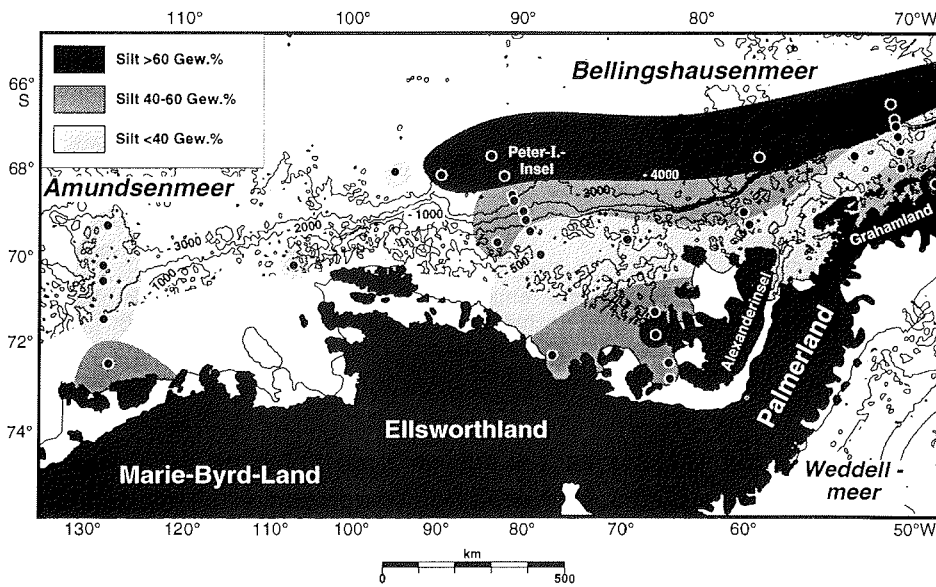 110° 100° 90° 80° 70°W
Silt >60 Gew.%
Silt 40-60 Gew.%
Silt <40 Gew.%
66°
S
68°
70°
72°
74°
Bellingshausenmeer
Amundsenmeer
Peter-I.-
Insel
4000
3000
1000
2000
3000
1000
500
Grahamland
Alexanderinsel
Palmerland
Ellsworthland
Marie-Byrd-Land
Weddell -
meer
130° 120° 110° 100° 90° 80° 70° 60° 50°W
km
0 500